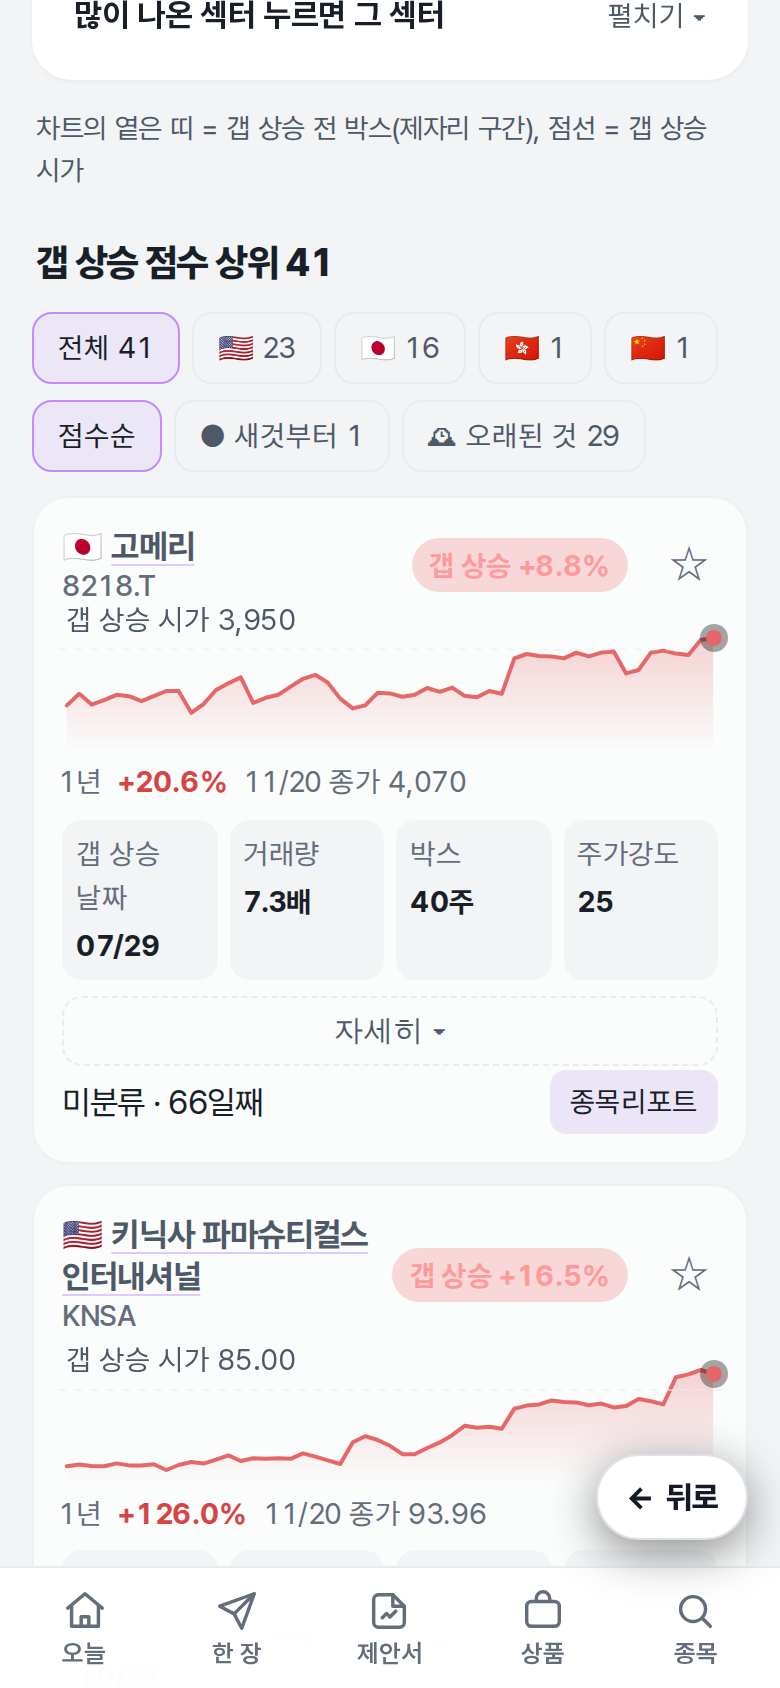 많이 나온 섹터 누르면 그 섹터
펼치기
차트의 옅은 띠 = 갭 상승 전 박스(제자리 구간), 점선 = 갭 상승
시가
갭 상승 점수 상위 41
전체 41
23
16
1
1
점수순
새것부터 1
오래된 것 29
고메리
갭 상승 +8.8%
8218.T
갭 상승 시가 3,950
1년 +20.6% 11/20 종가 4,070
갭 상승
날짜
07/29
거래량
7.3배
박스
40주
주가강도
25
자세히
미분류 · 66일째
종목리포트
키닉사 파마슈티컬스
인터내셔널
갭 상승 +16.5%
KNSA
갭 상승 시가 85.00
1년 +126.0% 11/20 종가 93.96
← 뒤로
오늘
한 장
제안서
상품
종목